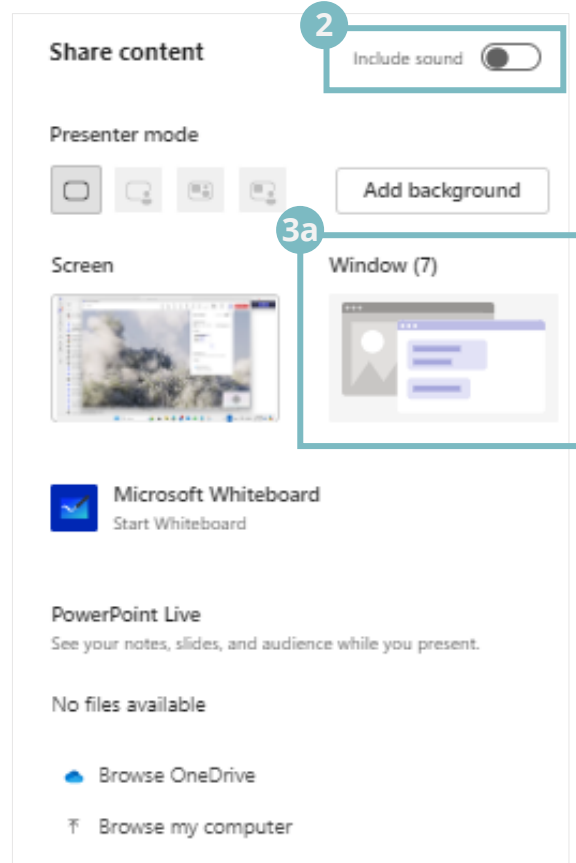 2
Share content
Include sound
Presenter mode
Add background
3a
Screen
Window (7)
Microsoft Whiteboard
Start Whiteboard
PowerPoint Live
See your notes, slides, and audience while you present.
No files available
Browse OneDrive
Browse my computer